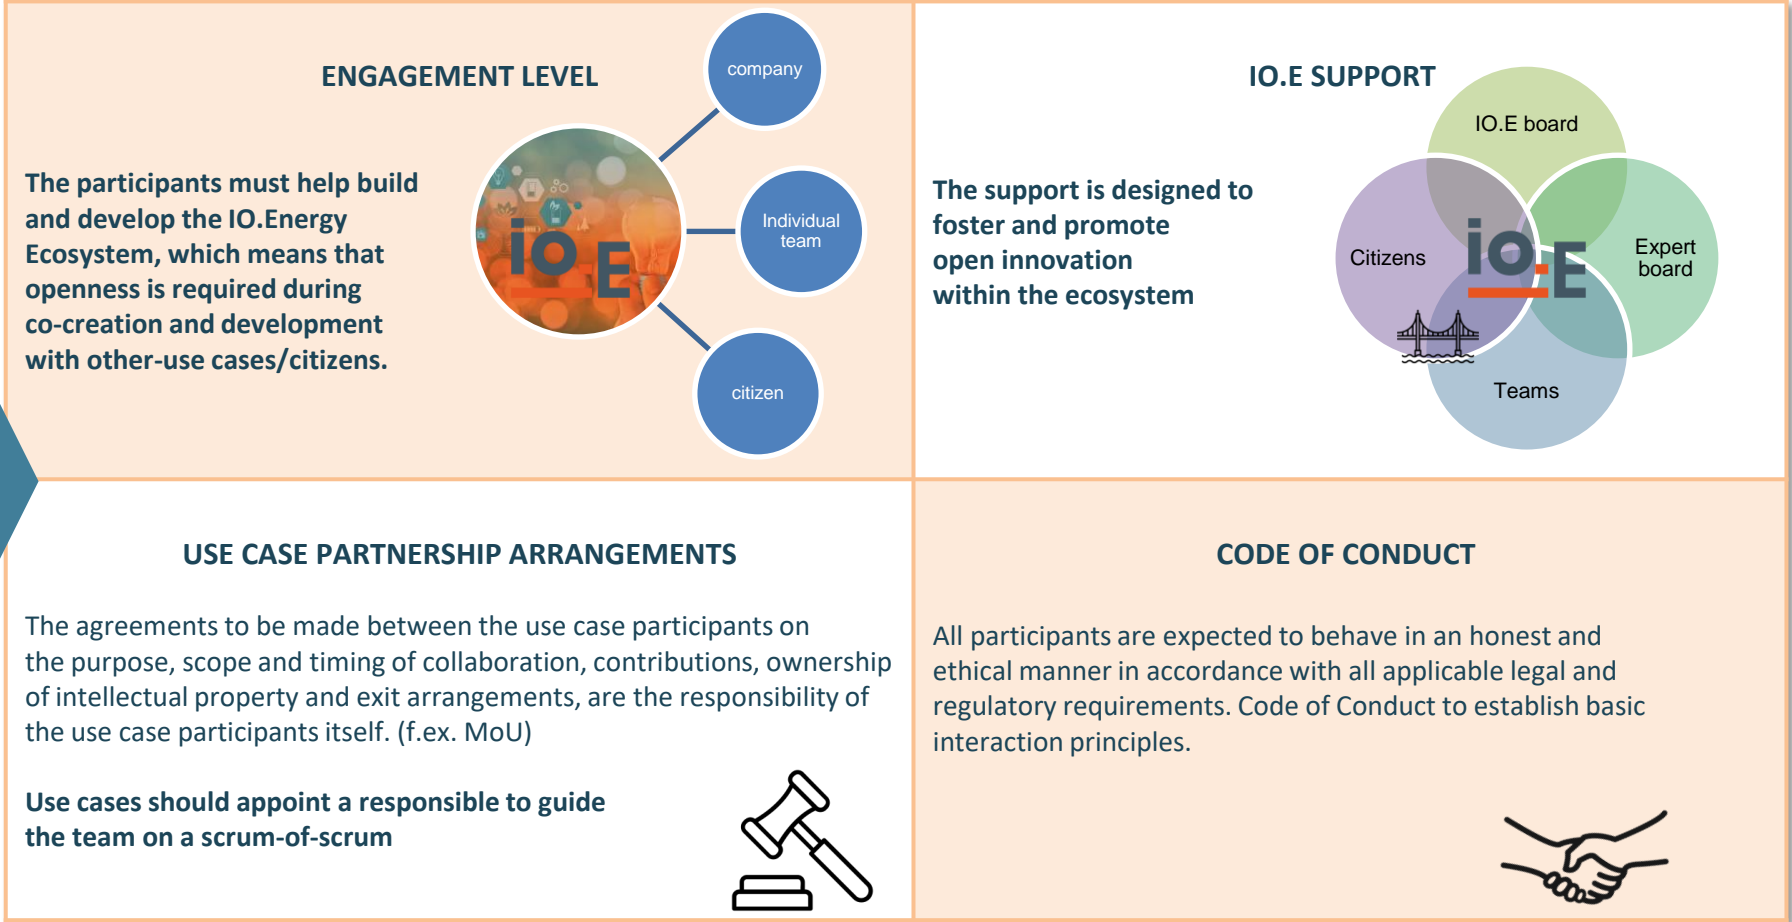 ENGAGEMENT LEVEL
The participants must help build
and develop the IO.Energy
Ecosystem, which means that
openness is required during
co-creation and development
with other-use cases/citizens.
company
Individual
team
citizen
io.E
IO.E SUPPORT
The support is designed to
foster and promote
open innovation
within the ecosystem
IO.E board
Citizens
io.E
Expert
board
Teams
USE CASE PARTNERSHIP ARRANGEMENTS
The agreements to be made between the use case participants on
the purpose, scope and timing of collaboration, contributions, ownership
of intellectual property and exit arrangements, are the responsibility of
the use case participants itself. (f.ex. MoU)
Use cases should appoint a responsible to guide
the team on a scrum-of-scrum
CODE OF CONDUCT
All participants are expected to behave in an honest and
ethical manner in accordance with all applicable legal and
regulatory requirements. Code of Conduct to establish basic
interaction principles.